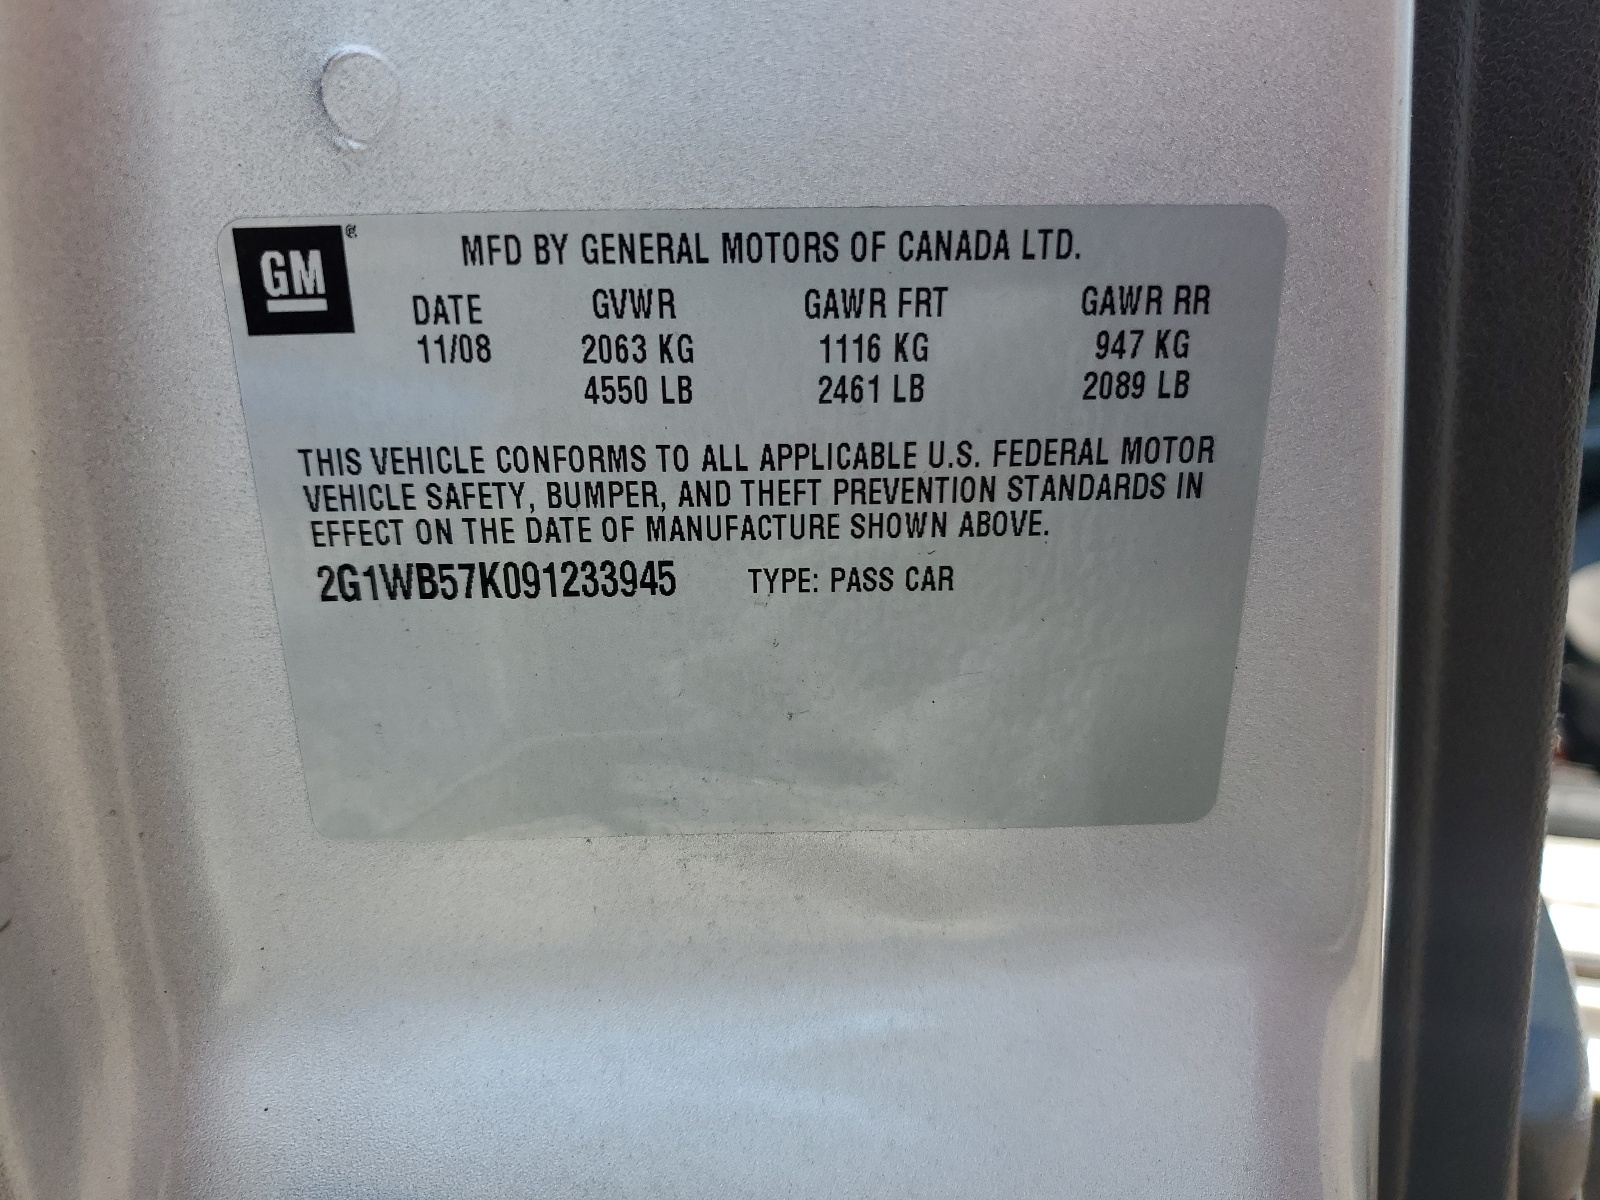 GM®
MFD BY GENERAL MOTORS OF CANADA LTD.
DATE GVWR GAWR FRT GAWR RR
11/08 2063 KG 1116 KG 947 KG
4550 LB 2461 LB 2089 LB
THIS VEHICLE CONFORMS TO ALL APPLICABLE U.S. FEDERAL MOTOR
VEHICLE SAFETY, BUMPER, AND THEFT PREVENTION STANDARDS IN
EFFECT ON THE DATE OF MANUFACTURE SHOWN ABOVE.
2G1WB57K091233945 TYPE: PASS CAR